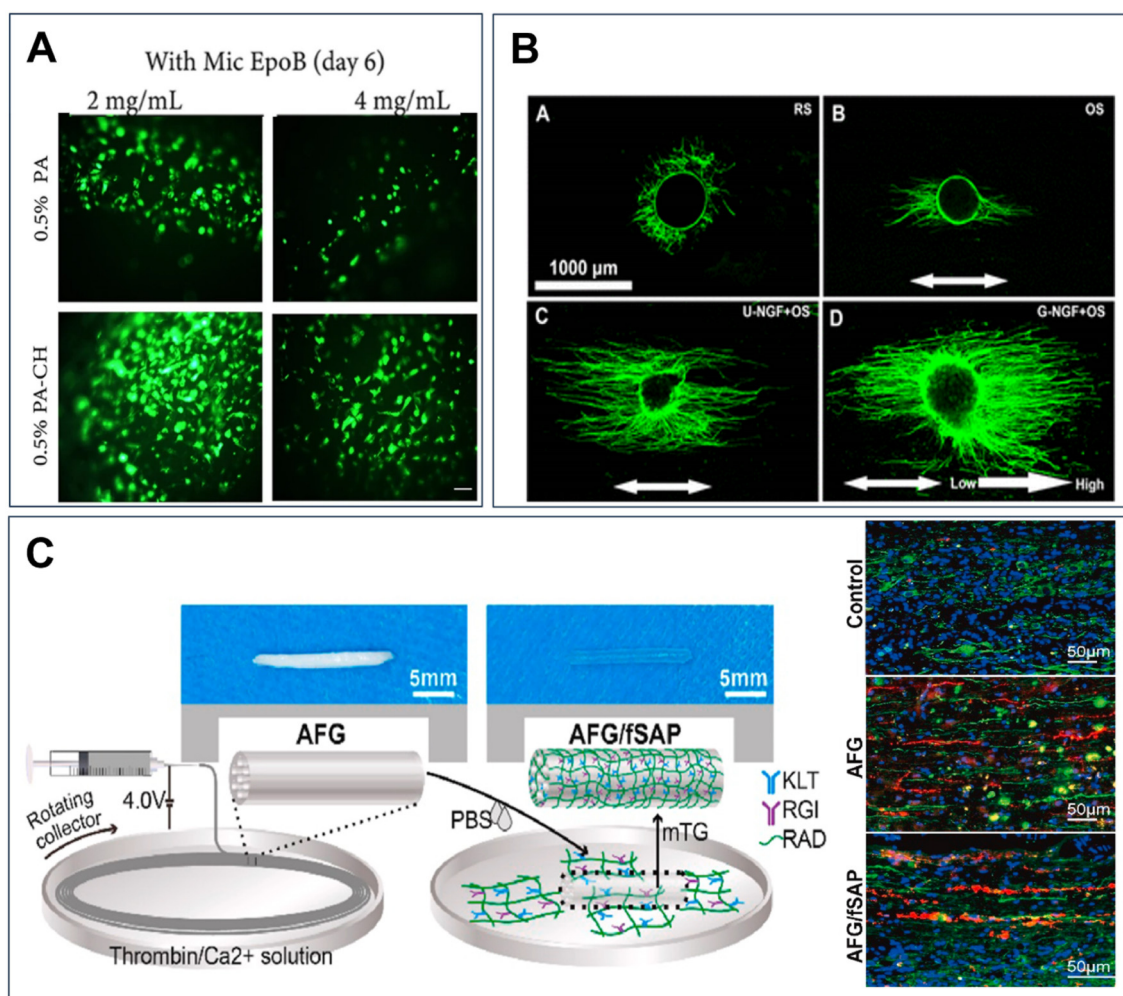 A
With Mic EpoB (day 6)
2 mg/mL
4 mg/mL
0.5% PA
0.5% PA-CH
B
A
RS
B
OS
1000 µm
C
U-NGF+OS
D
G-NGF+OS
Low
High
C
5mm
5mm
AFG
AFG/fSAP
4.0V
Rotating
collector
PBS
mTG
KLT
RGI
RAD
Thrombin/Ca2+ solution
Control
50µm
AFG
50µm
AFG/fSAP
50µm